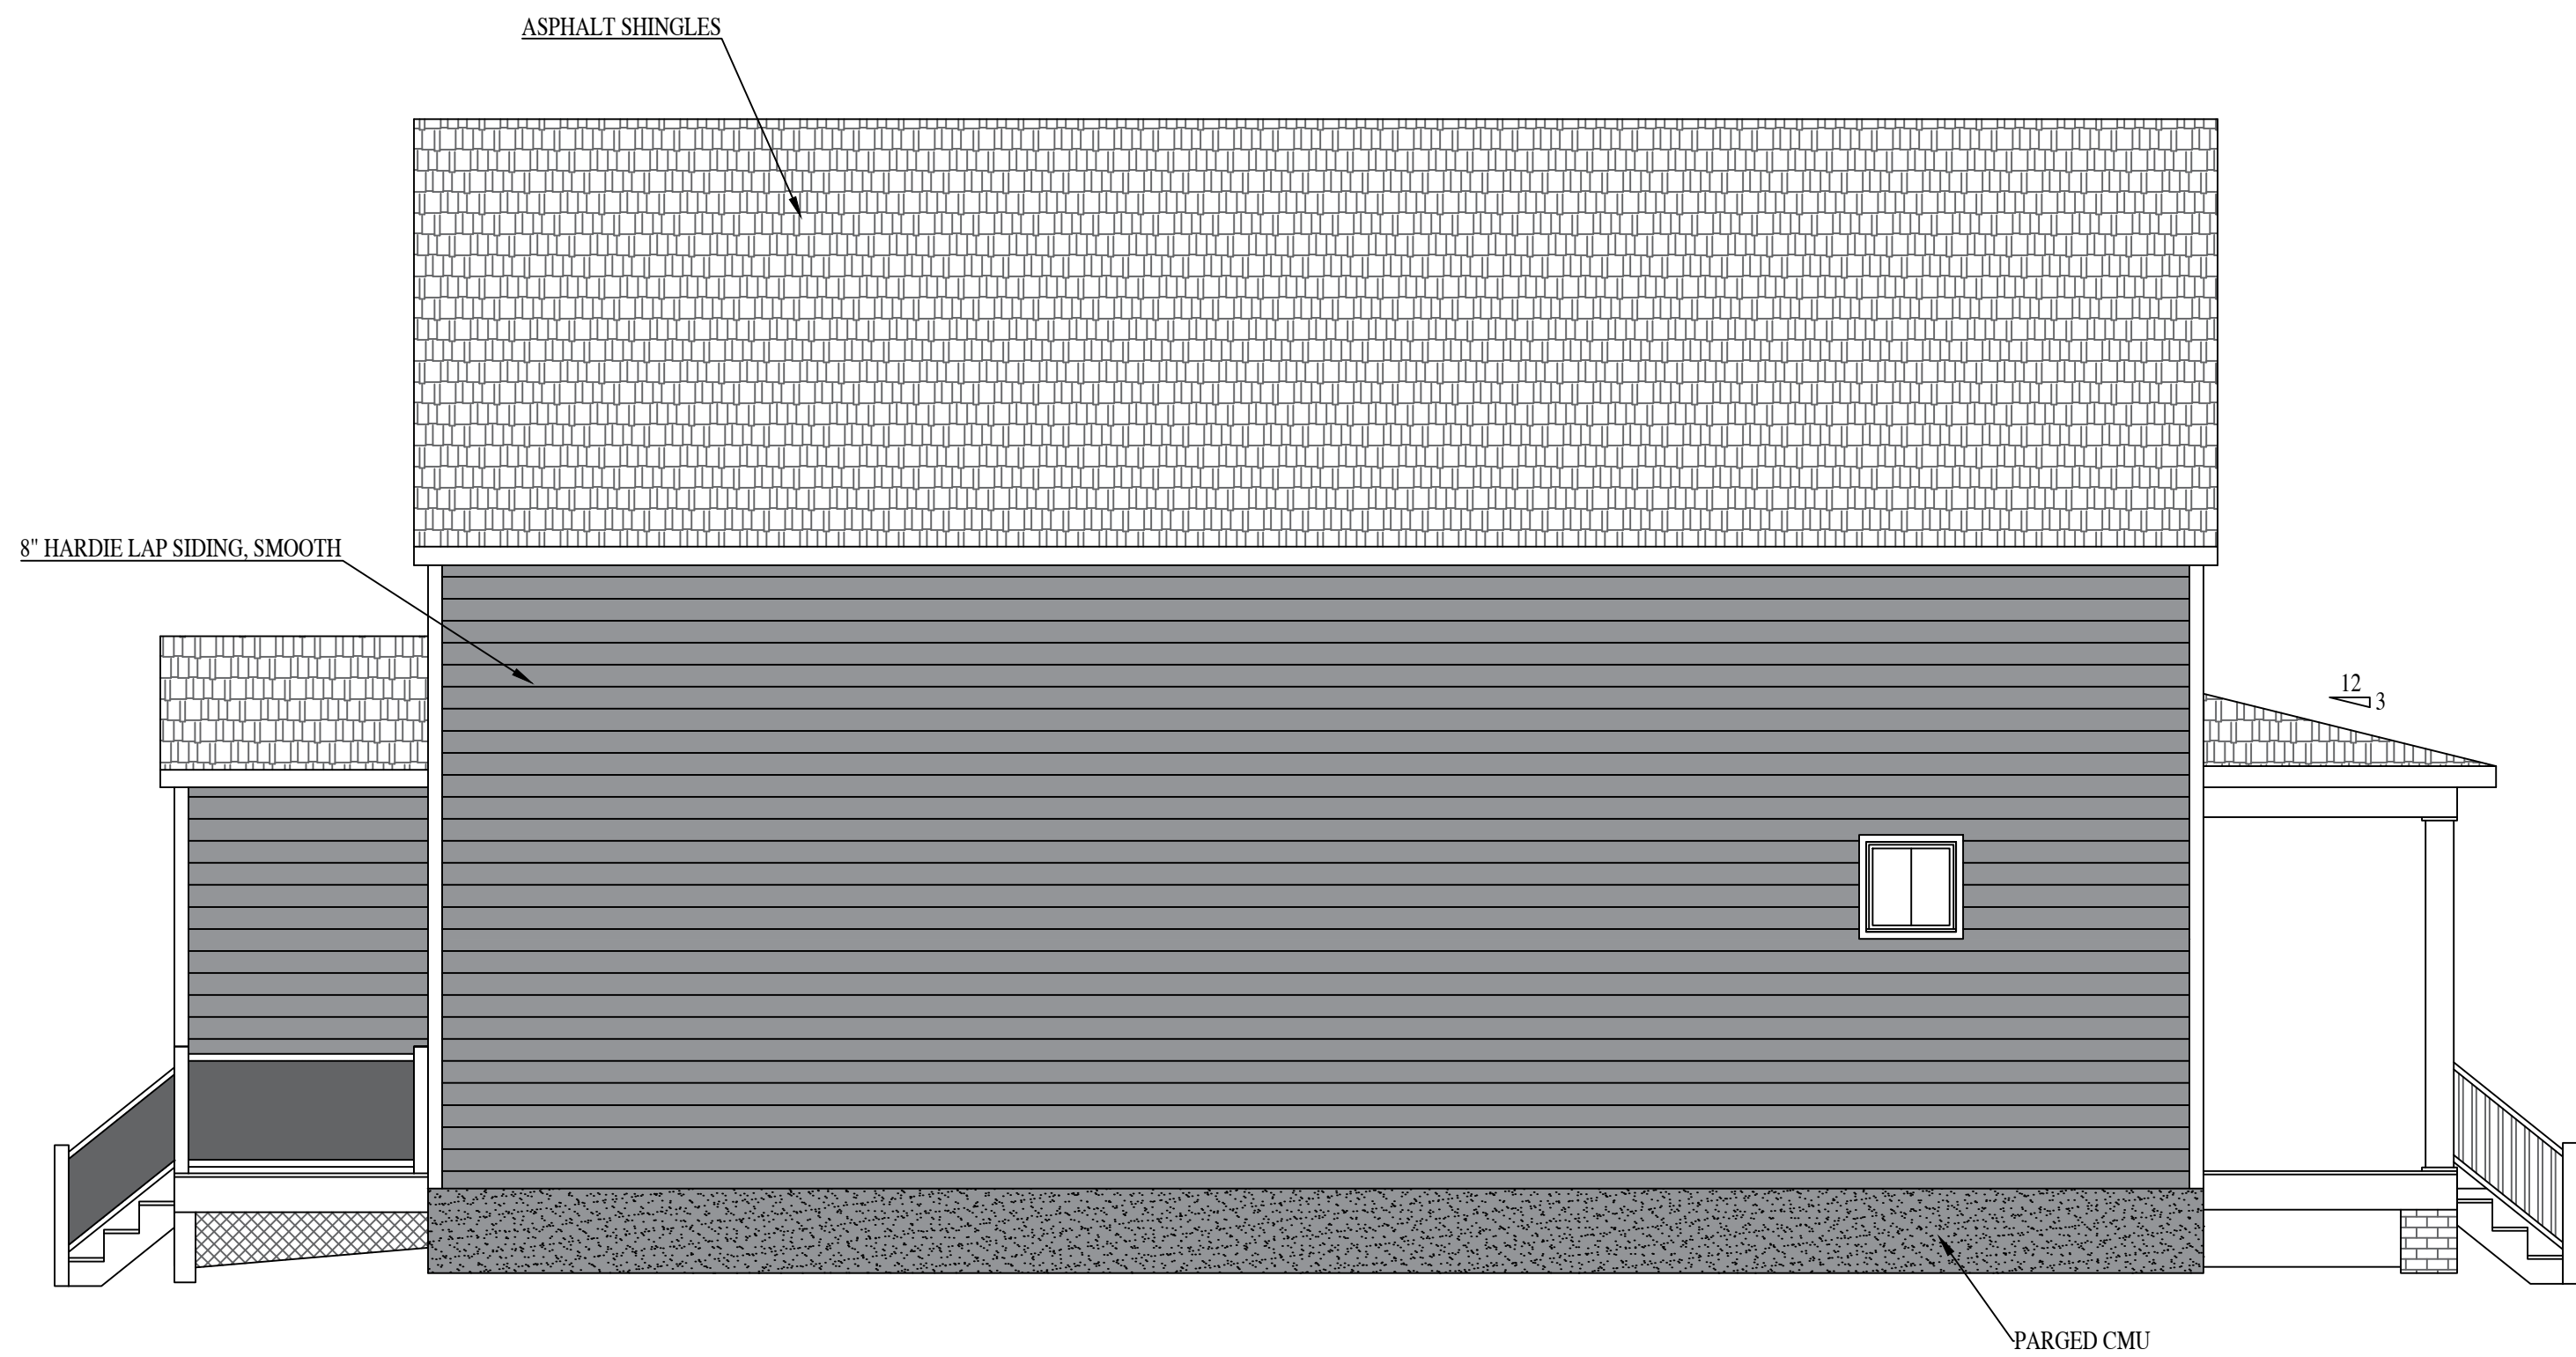 ASPHALT SHINGLES
8" HARDIE LAP SIDING, SMOOTH
12
3
PARGED CMU